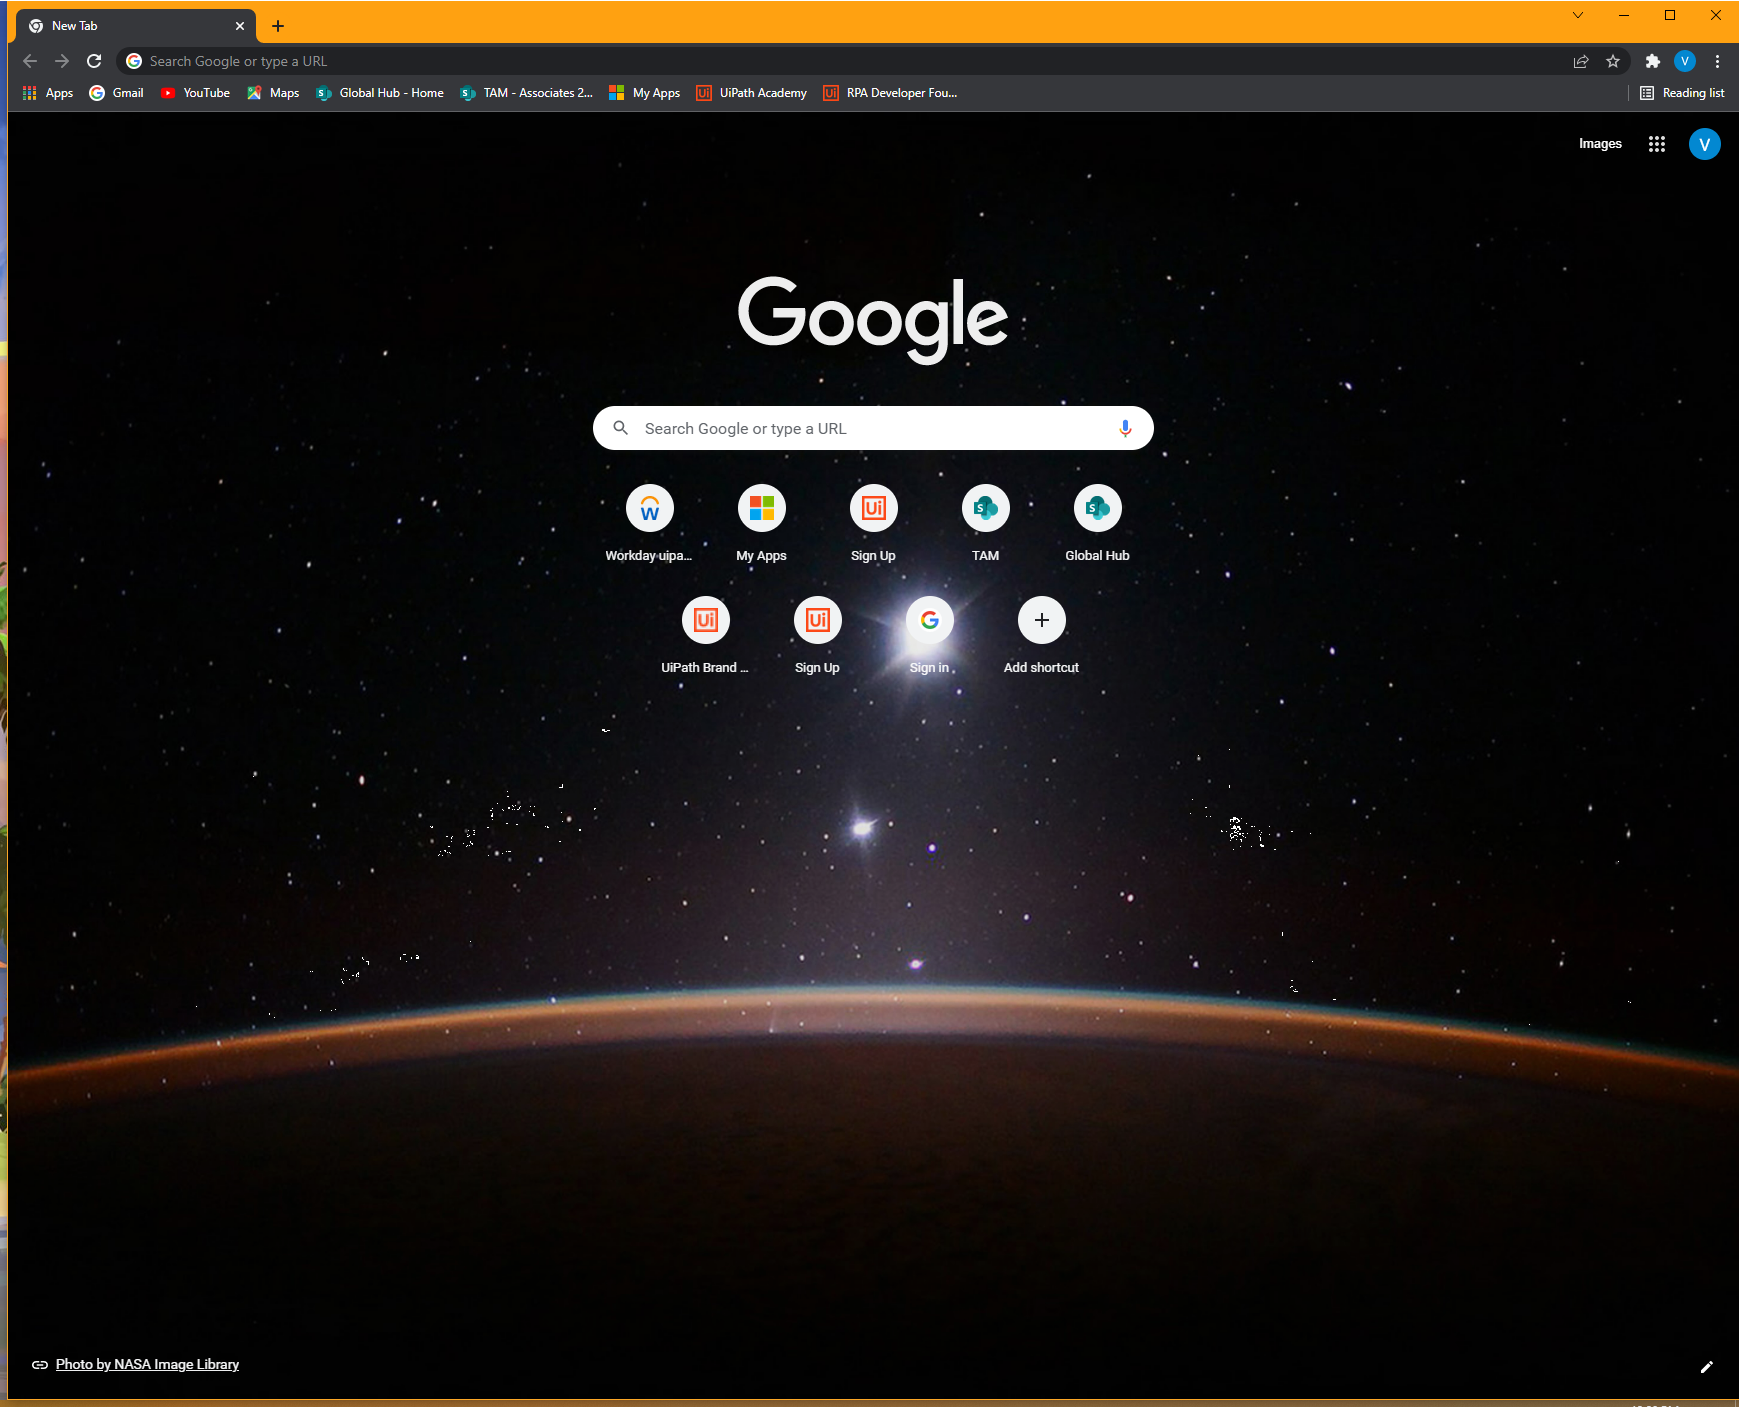 New Tab
Search Google or type a URL
Apps Gmail YouTube Maps Global Hub - Home TAM - Associates 2... My Apps UiPath Academy RPA Developer Fou... Reading list
Images V
Google
Search Google or type a URL
Workday uipa... My Apps Sign Up TAM Global Hub
UiPath Brand ... Sign Up Sign in Add shortcut
Photo by NASA Image Library